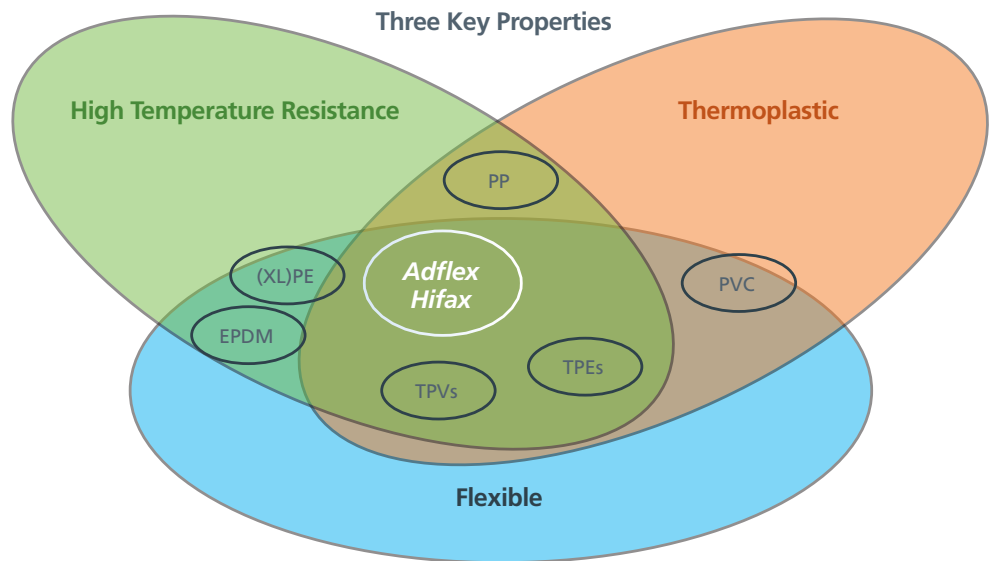 Three Key Properties
High Temperature Resistance
Thermoplastic
PP
(XL)PE
Adflex
Hifax
PVC
EPDM
TPEs
TPVs
Flexible